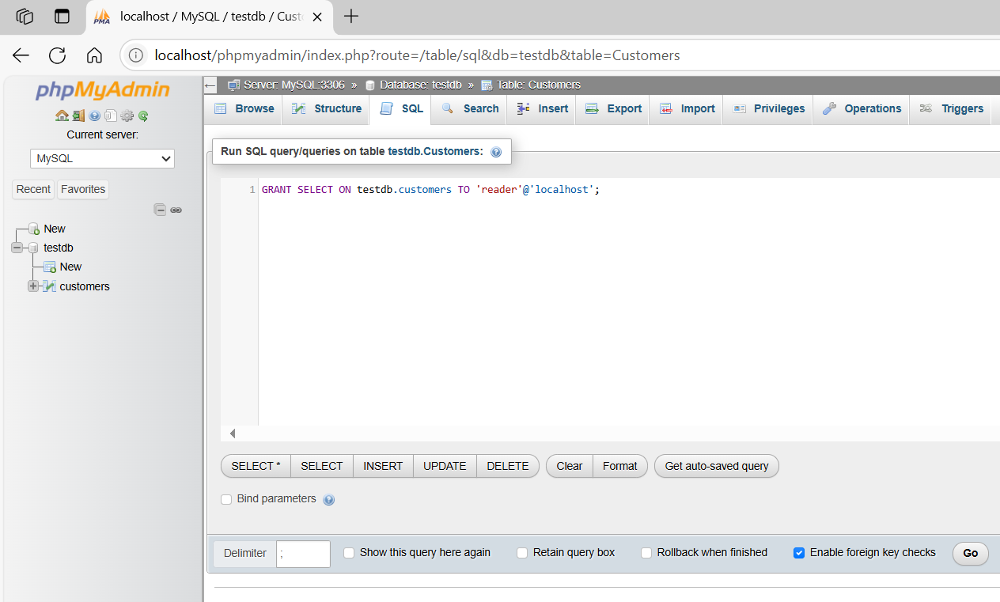 localhost / MySQL / testdb / Cust
localhost/phpmyadmin/index.php?route=/table/sql&db=testdb&table=Customers
phpMyAdmin
Current server:
MySQL
Recent Favorites
New
testdb
New
customers
Server: MySQL:3306 » Database: testdb » Table: Customers
Browse Structure SQL Search Insert Export Import Privileges Operations Triggers
Run SQL query/queries on table testdb.Customers:
1 GRANT SELECT ON testdb.customers TO 'reader'@'localhost';
SELECT * SELECT INSERT UPDATE DELETE Clear Format Get auto-saved query
Bind parameters
Delimiter ; Show this query here again Retain query box Rollback when finished Enable foreign key checks Go